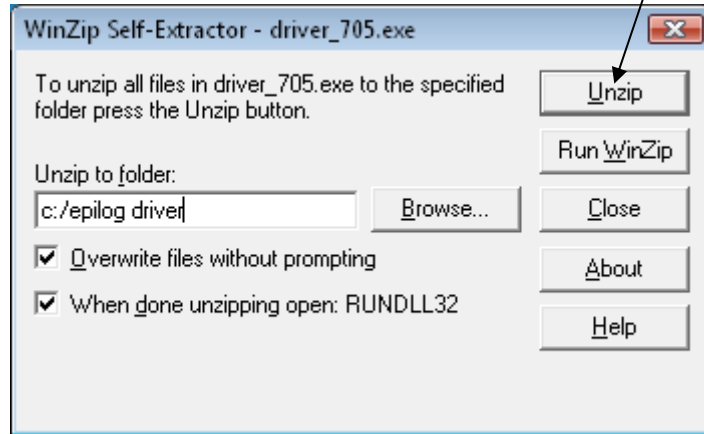 WinZip Self-Extractor - driver_705.exe
To unzip all files in driver_705.exe to the specified
folder press the Unzip button.
Unzip to folder:
c:/epilog driver
Browse...
Overwrite files without prompting
When done unzipping open: RUNDLL32
Unzip
Run WinZip
Close
About
Help